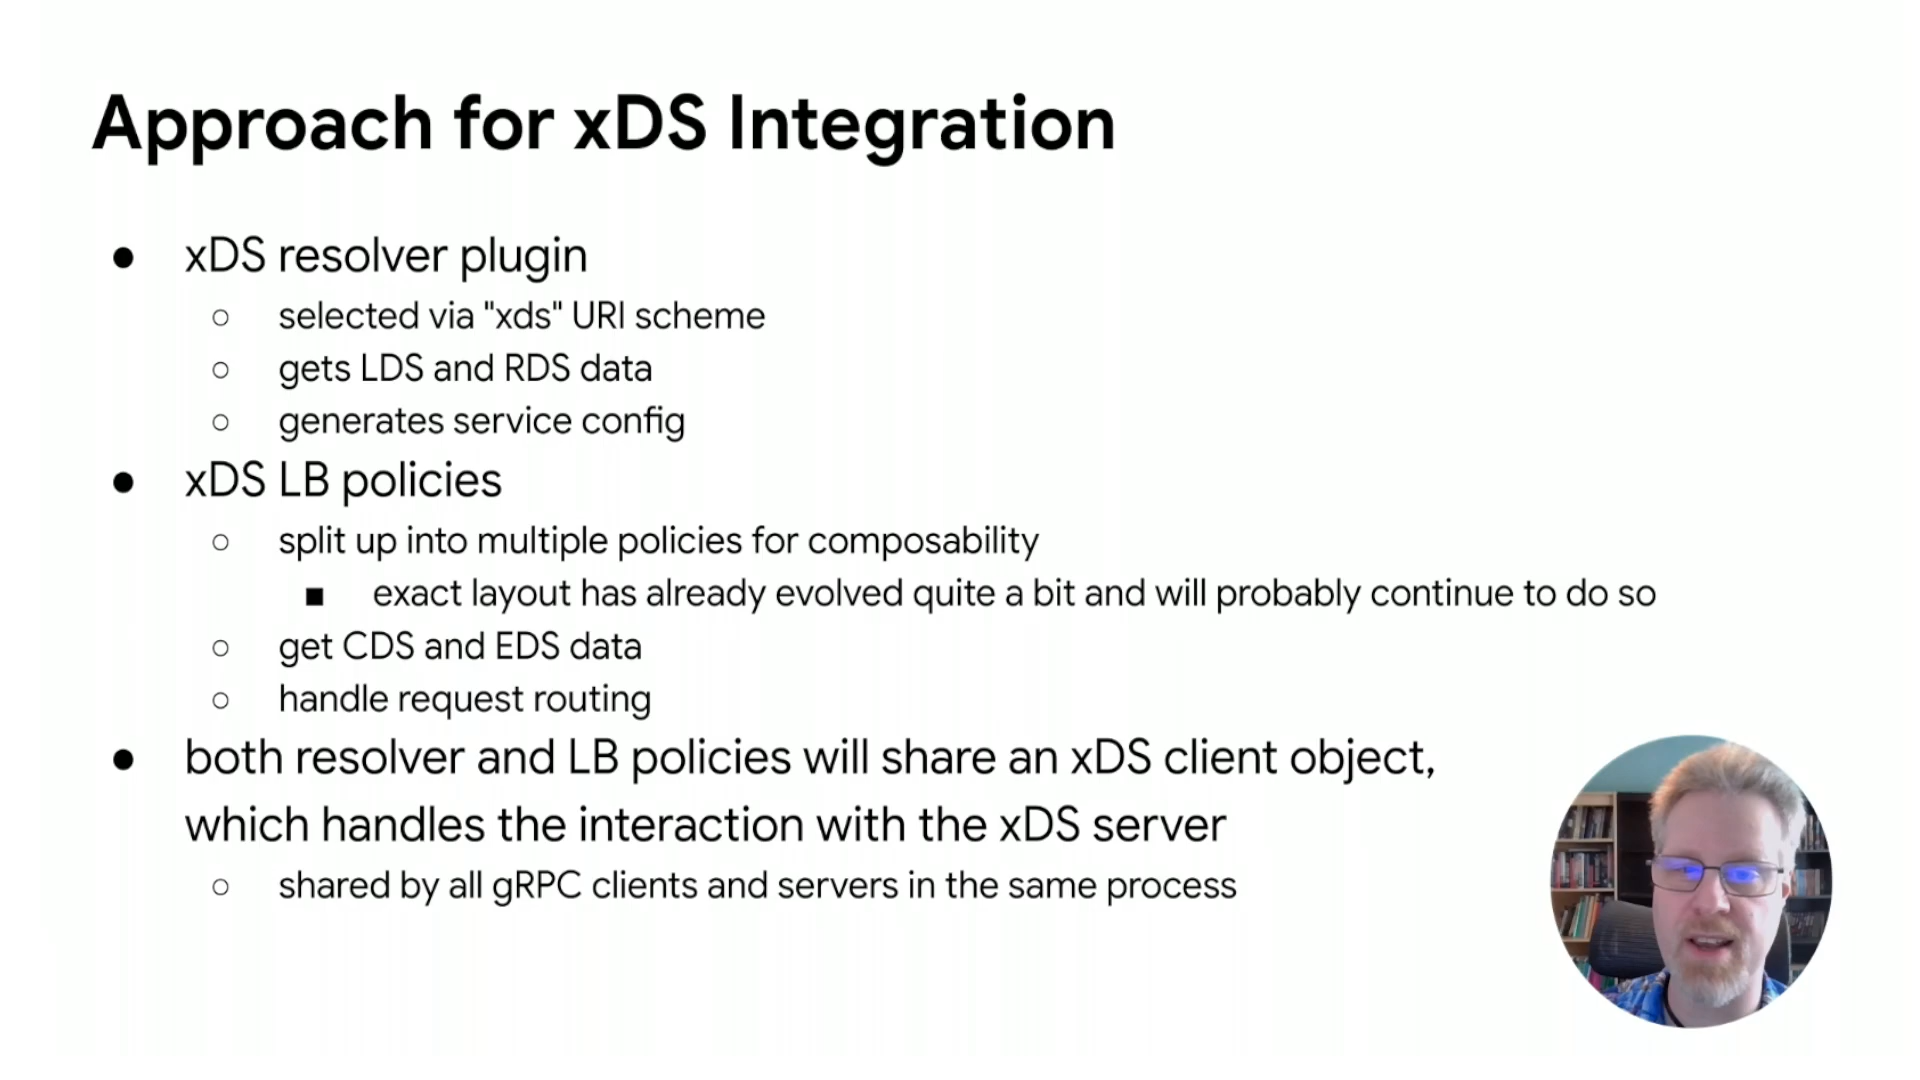 Approach for xDS Integration
● xDS resolver plugin
○ selected via "xds" URI scheme
○ gets LDS and RDS data
○ generates service config
● xDS LB policies
○ split up into multiple policies for composability
■ exact layout has already evolved quite a bit and will probably continue to do so
○ get CDS and EDS data
○ handle request routing
● both resolver and LB policies will share an xDS client object,
which handles the interaction with the xDS server
○ shared by all gRPC clients and servers in the same process